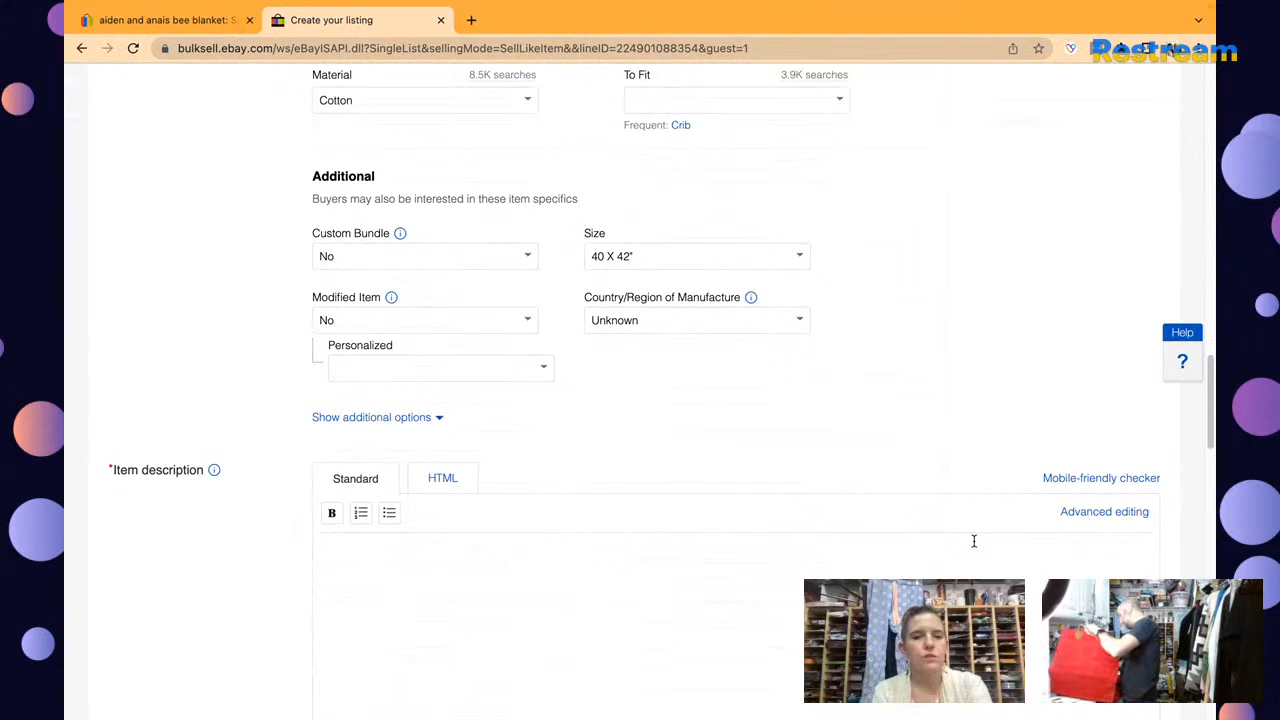 aiden and anais bee blanket: S
Create your listing
bulksell.ebay.com/ws/eBayISAPI.dll?SingleList&sellingMode=SellLikeItem&&lineID=224901088354&guest=1
Restream
Material 8.5K searches To Fit 3.9K searches
Cotton
Frequent: Crib
Additional
Buyers may also be interested in these item specifics
Custom Bundle Size
No 40 X 42"
Modified Item Country/Region of Manufacture
No Unknown
Help
?
Personalized
Show additional options
*Item description
Standard HTML Mobile-friendly checker
B Advanced editing